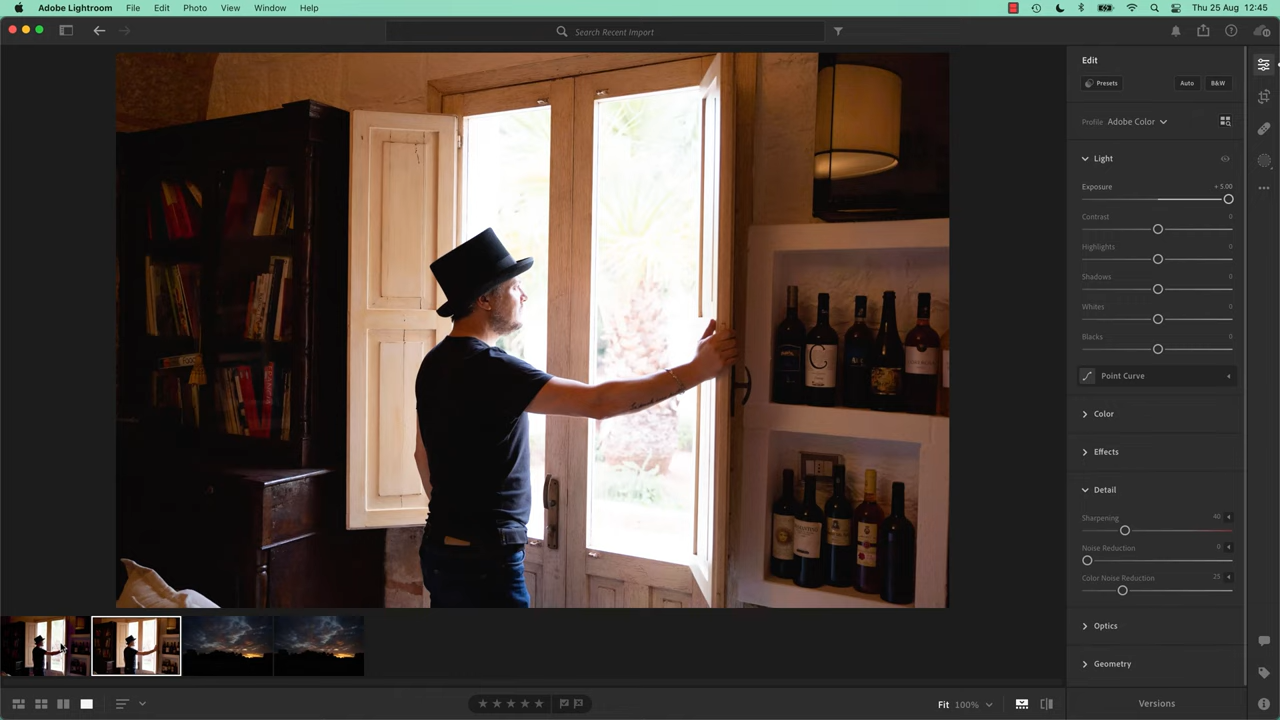 Adobe Lightroom File Edit Photo View Window Help Thu 25 Aug 12:45
Search Recent Import
Edit
Presets Auto B&W
Profile Adobe Color
Light
Exposure + 5.00
Contrast 0
Highlights 0
Shadows 0
Whites 0
Blacks 0
Point Curve
Color
Effects
Detail
Sharpening 40
Noise Reduction 0
Color Noise Reduction 25
Optics
Geometry
Fit 100%
Versions